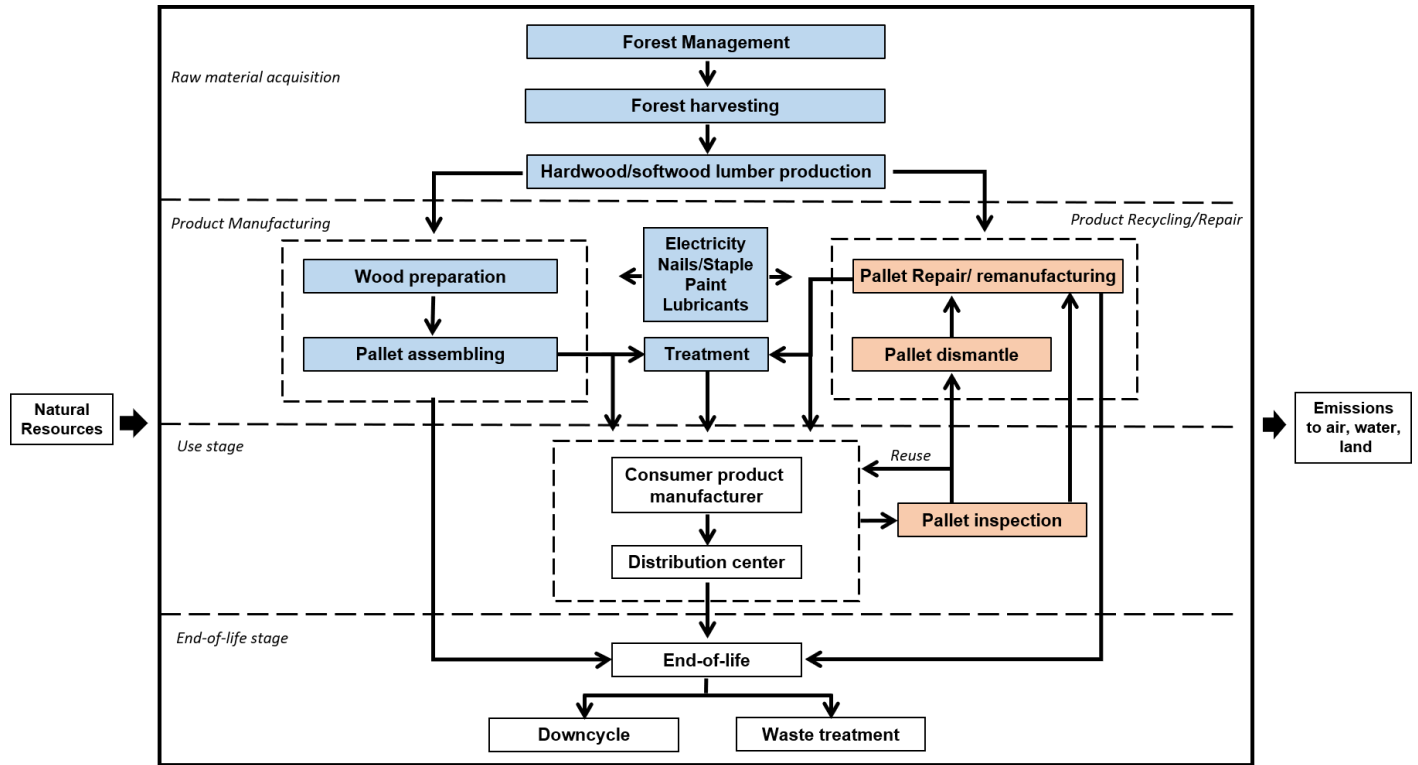 Forest Management
Raw material acquisition
Forest harvesting
Hardwood/softwood lumber production
Product Manufacturing
Product Recycling/Repair
Electricity
Nails/Staple
Paint
Lubricants
Wood preparation
Pallet Repair/ remanufacturing
Pallet assembling
Treatment
Pallet dismantle
Natural
Resources
Emissions
to air, water,
land
Use stage
Reuse
Consumer product
manufacturer
Pallet inspection
Distribution center
End-of-life stage
End-of-life
Downcycle
Waste treatment